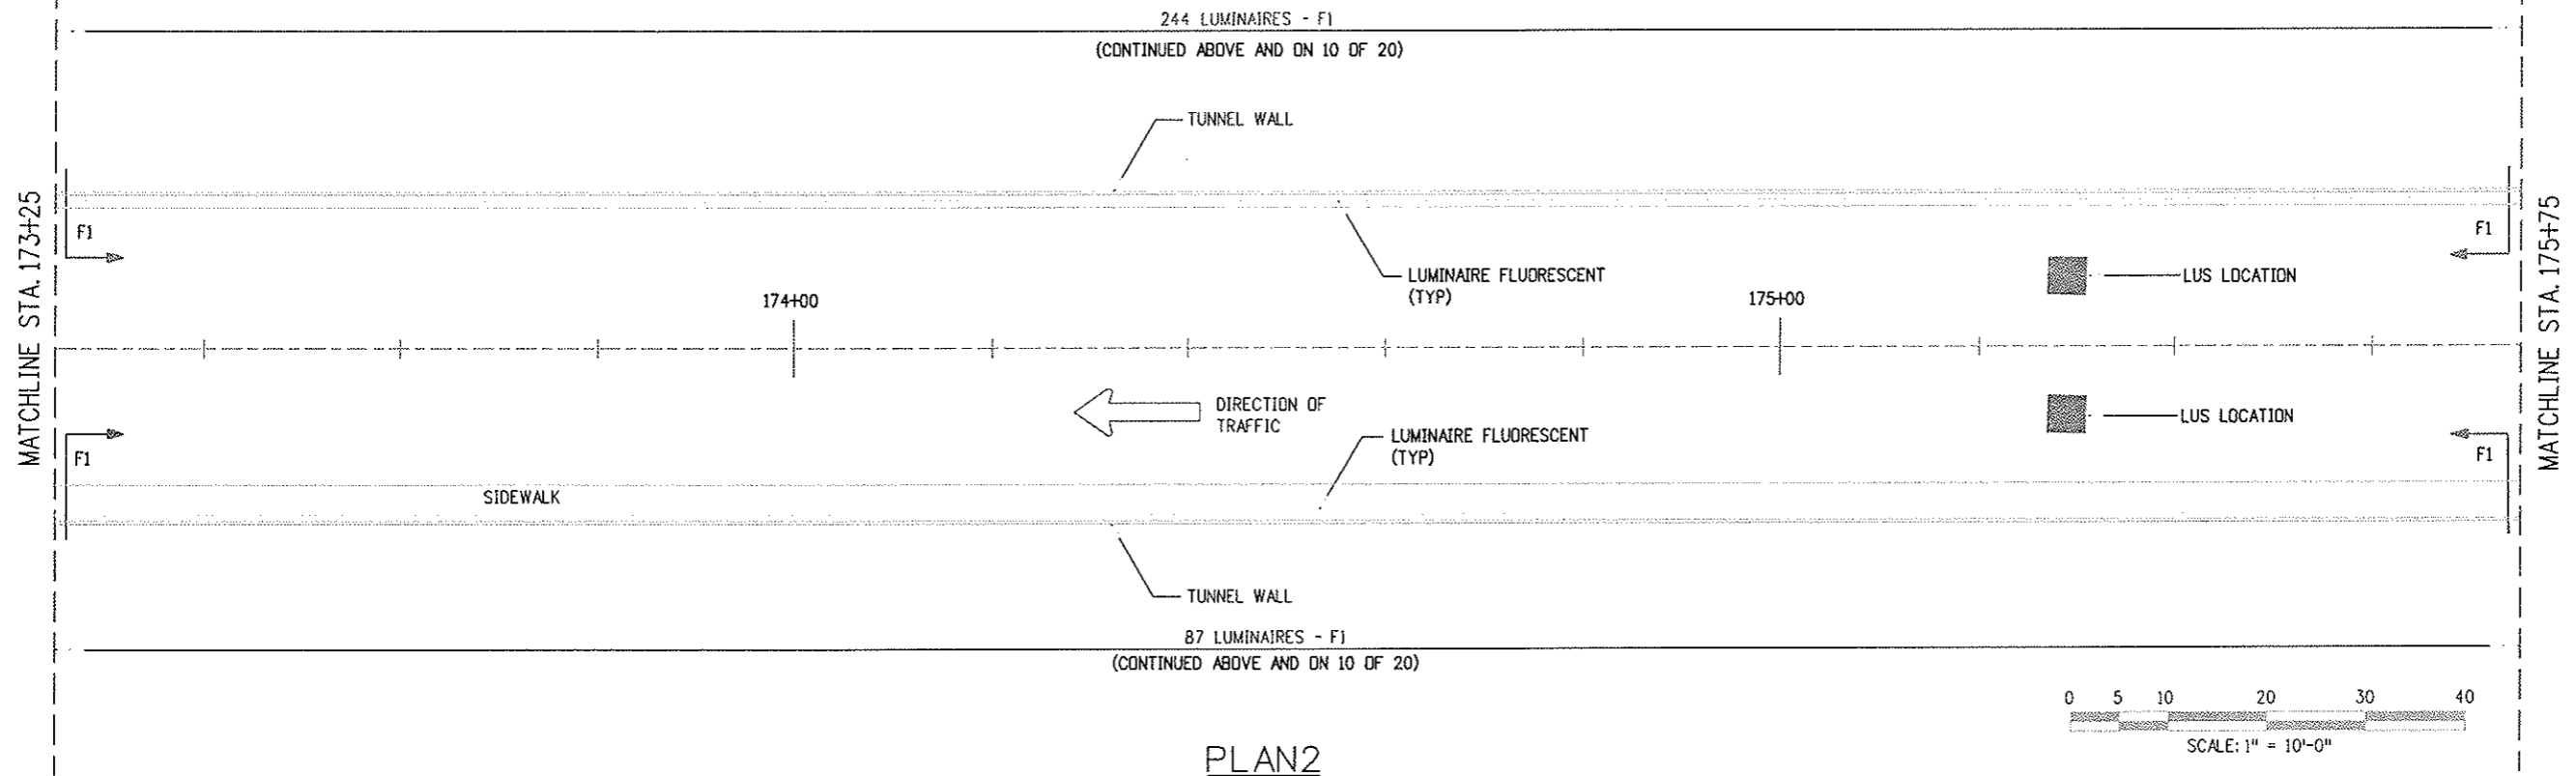 244 LUMINAIRES - F1
(CONTINUED ABOVE AND ON 10 OF 20)
TUNNEL WALL
MATCHLINE STA. 173+25
MATCHLINE STA. 175+75
F1
F1
LUMINAIRE FLUORESCENT
(TYP)
LUS LOCATION
174+00
175+00
DIRECTION OF
TRAFFIC
LUS LOCATION
LUMINAIRE FLUORESCENT
(TYP)
F1
F1
SIDEWALK
TUNNEL WALL
87 LUMINAIRES - F1
(CONTINUED ABOVE AND ON 10 OF 20)
0 5 10 20 30 40
SCALE: 1" = 10'-0"
PLAN2